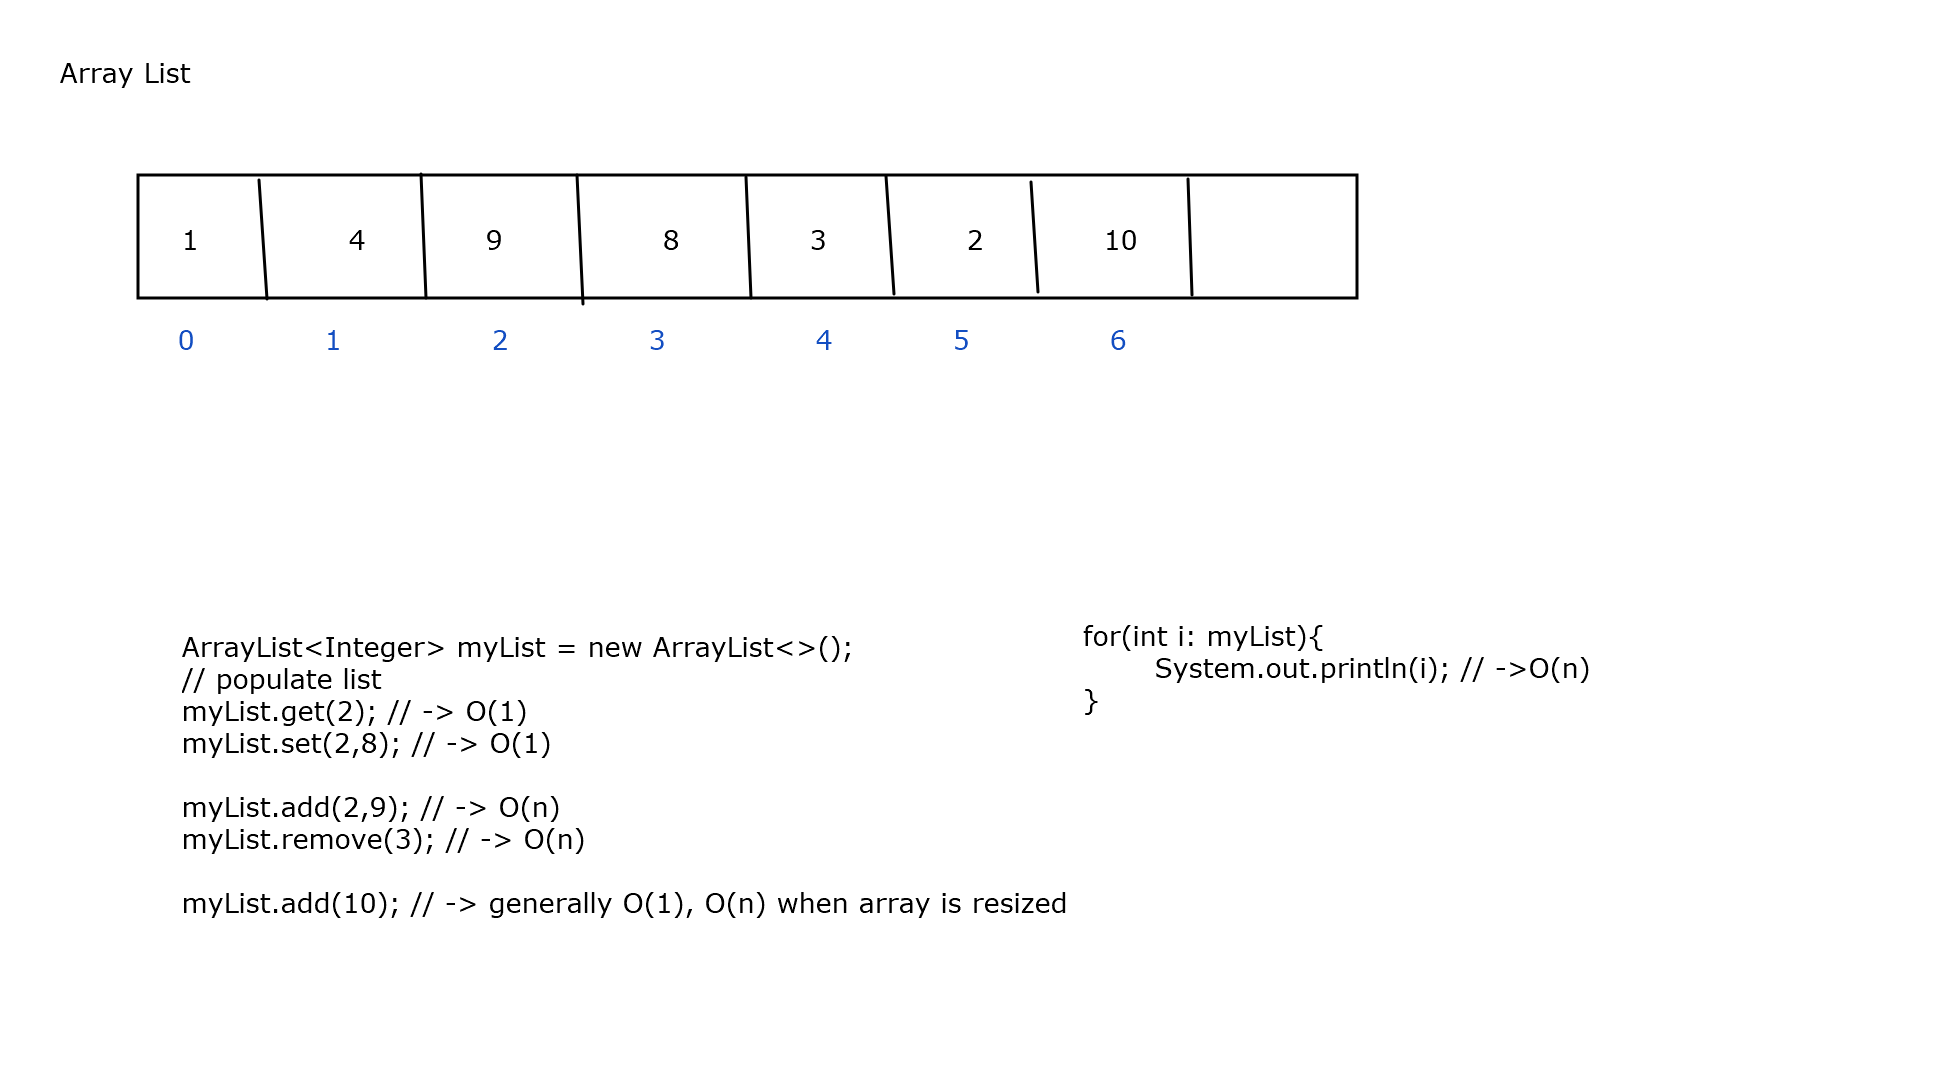 Array List
1 4 9 8 3 2 10
0 1 2 3 4 5 6
ArrayList<Integer> myList = new ArrayList<>();
// populate list
myList.get(2); // -> O(1)
myList.set(2,8); // -> O(1)
myList.add(2,9); // -> O(n)
myList.remove(3); // -> O(n)
myList.add(10); // -> generally O(1), O(n) when array is resized
for(int i: myList){
System.out.println(i); // ->O(n)
}